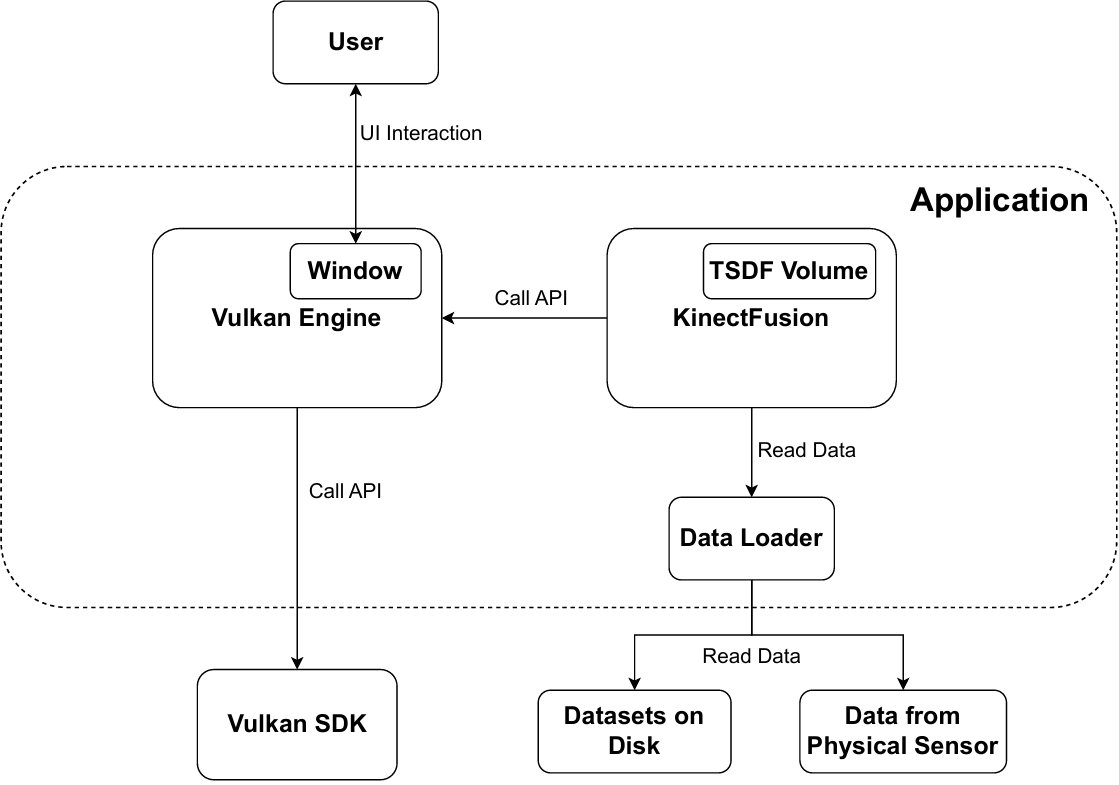 User
UI Interaction
Application
Window
TSDF Volume
Call API
Vulkan Engine
KinectFusion
Read Data
Call API
Data Loader
Read Data
Vulkan SDK
Datasets on
Disk
Data from
Physical Sensor